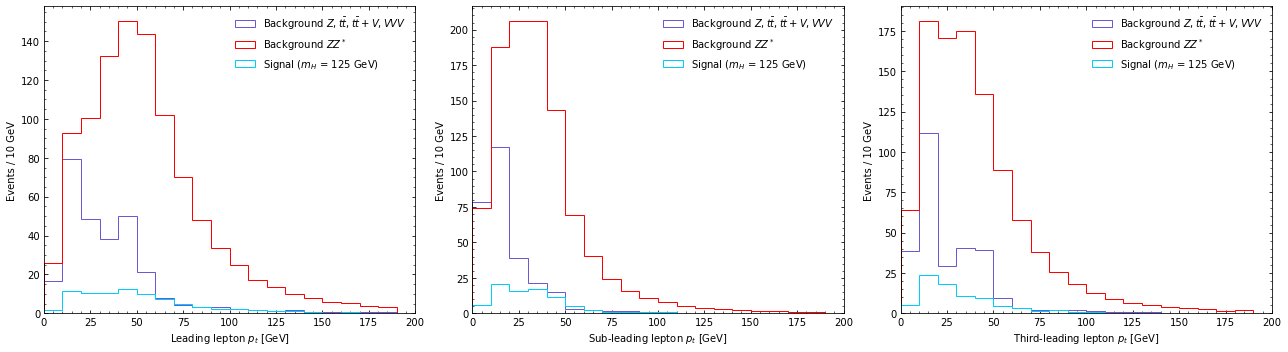 Background Z, tt̄, tt̄ + V, VVV
Background ZZ*
Signal (m_H = 125 GeV)
Events / 10 GeV
140
120
100
80
60
40
20
0
0 25 50 75 100 125 150 175 200
Leading lepton p_t [GeV]
Background Z, tt̄, tt̄ + V, VVV
Background ZZ*
Signal (m_H = 125 GeV)
Events / 10 GeV
200
175
150
125
100
75
50
25
0
0 25 50 75 100 125 150 175 200
Sub-leading lepton p_t [GeV]
Background Z, tt̄, tt̄ + V, VVV
Background ZZ*
Signal (m_H = 125 GeV)
Events / 10 GeV
175
150
125
100
75
50
25
0
0 25 50 75 100 125 150 175 200
Third-leading lepton p_t [GeV]